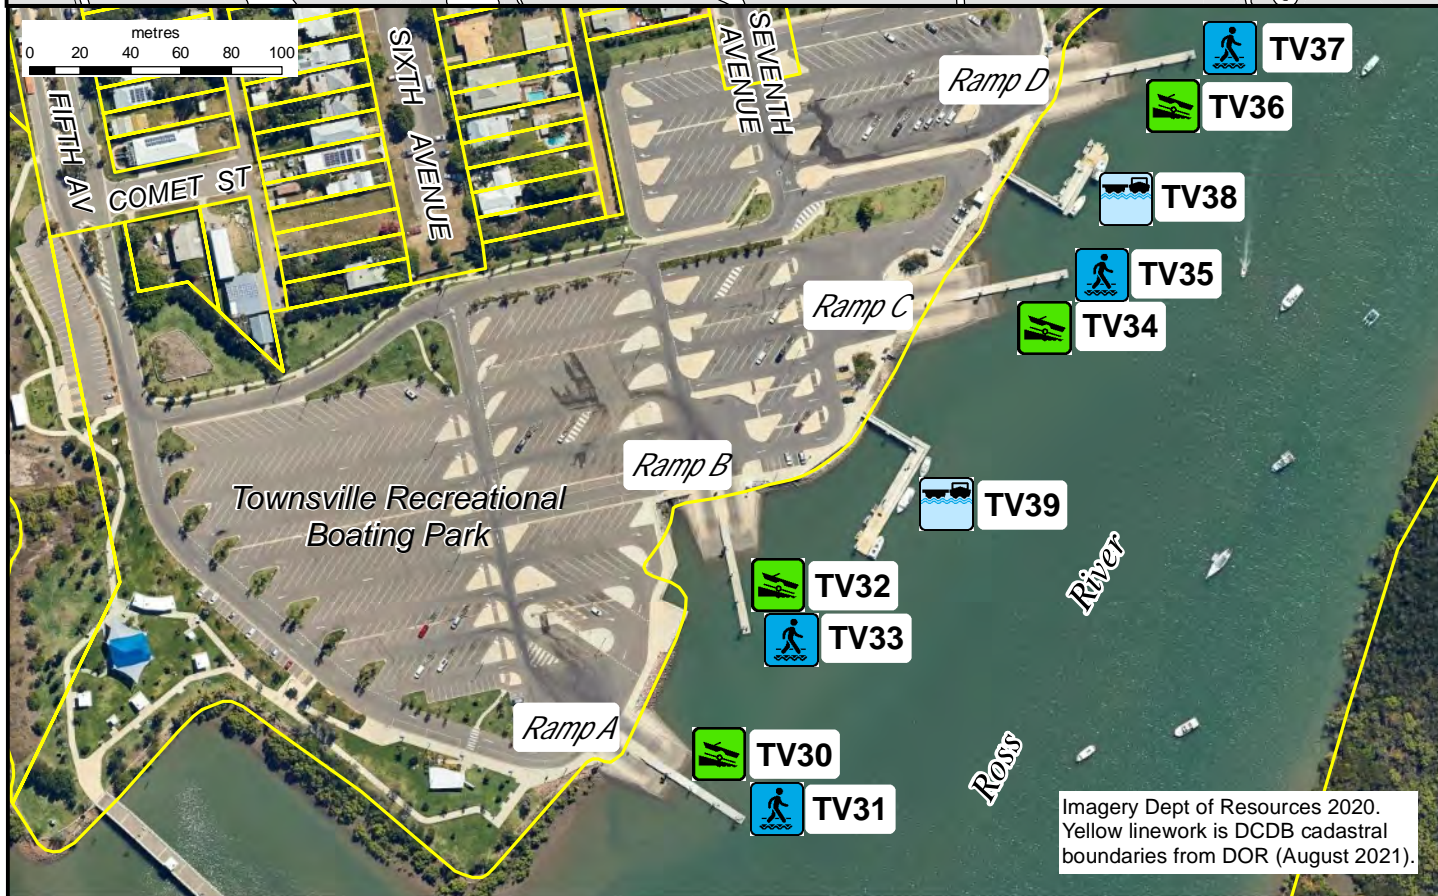 metres
0 20 40 60 80 100
FIFTH AV
COMET ST
SIXTH AVENUE
SEVENTH AVENUE
Ramp D
TV37
TV36
TV38
TV35
Ramp C
TV34
Ramp B
Townsville Recreational
Boating Park
TV39
TV32
TV33
Ross River
Ramp A
TV30
TV31
Imagery Dept of Resources 2020.
Yellow linework is DCDB cadastral
boundaries from DOR (August 2021).